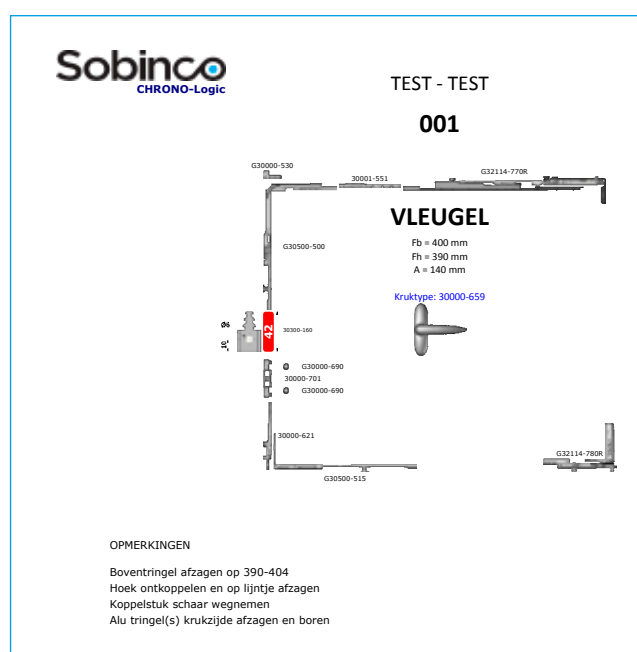 Sobinco
CHRONO-Logic
TEST - TEST
001
G30000-530
30001-551
G32114-770R
VLEUGEL
G30500-500
Fb = 400 mm
Fh = 390 mm
A = 140 mm
Kruktype: 30000-659
Ø6
42
30300-160
10
G30000-690
30000-701
G30000-690
30000-621
G32114-780R
G30500-515
OPMERKINGEN
Boventringel afzagen op 390-404
Hoek ontkoppelen en op lijntje afzagen
Koppelstuk schaar wegnemen
Alu tringel(s) krukzijde afzagen en boren